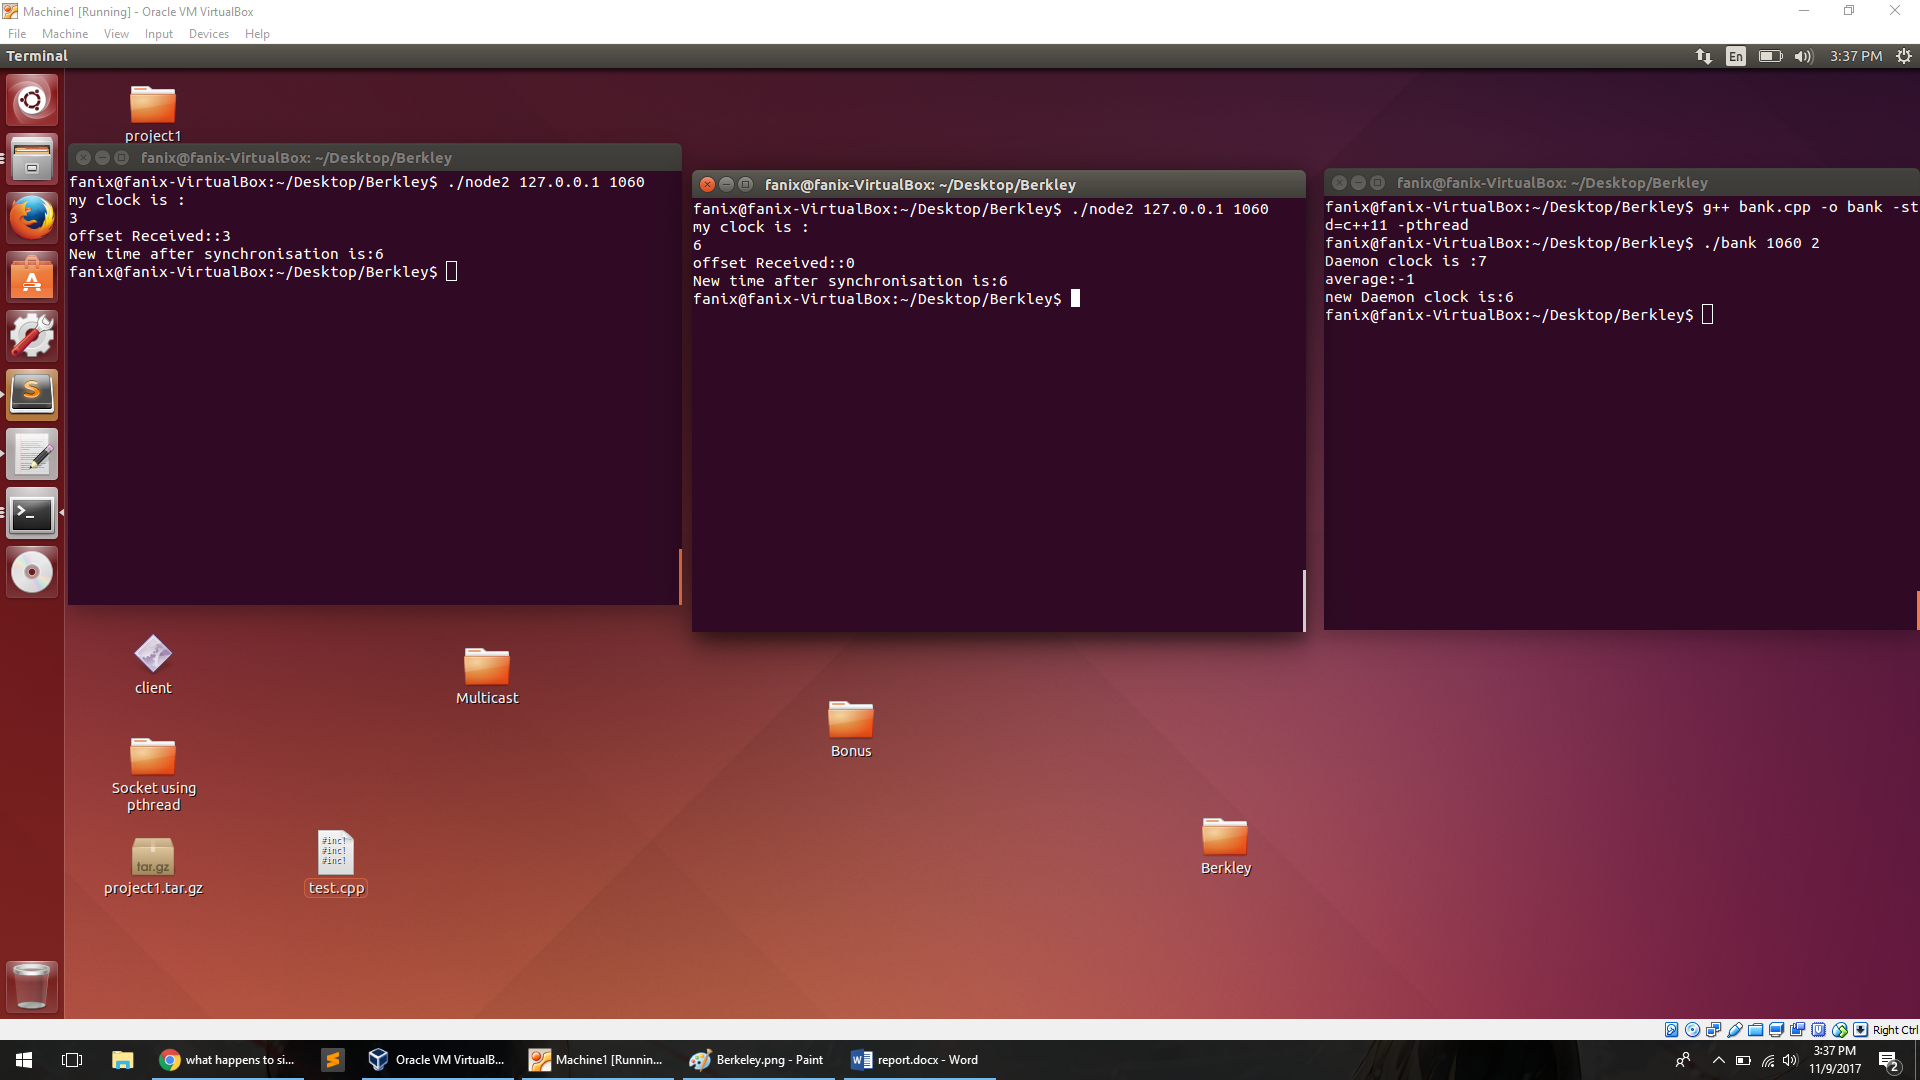 Machine1 [Running] - Oracle VM VirtualBox
File Machine View Input Devices Help
Terminal
En
3:37 PM
project1
fanix@fanix-VirtualBox: ~/Desktop/Berkley
fanix@fanix-VirtualBox:~/Desktop/Berkley$ ./node2 127.0.0.1 1060
my clock is :
3
offset Received::3
New time after synchronisation is:6
fanix@fanix-VirtualBox:~/Desktop/Berkley$
fanix@fanix-VirtualBox: ~/Desktop/Berkley
fanix@fanix-VirtualBox:~/Desktop/Berkley$ ./node2 127.0.0.1 1060
my clock is :
6
offset Received::0
New time after synchronisation is:6
fanix@fanix-VirtualBox:~/Desktop/Berkley$
fanix@fanix-VirtualBox: ~/Desktop/Berkley
fanix@fanix-VirtualBox:~/Desktop/Berkley$ g++ bank.cpp -o bank -st
d=c++11 -pthread
fanix@fanix-VirtualBox:~/Desktop/Berkley$ ./bank 1060 2
Daemon clock is :7
average:-1
new Daemon clock is:6
fanix@fanix-VirtualBox:~/Desktop/Berkley$
client
Multicast
Bonus
Socket using
pthread
Berkley
tar.gz
project1.tar.gz
#inc!
#inc!
#inc!
test.cpp
Right Ctrl
what happens to si...
Oracle VM VirtualB...
Machine1 [Runnin...
Berkeley.png - Paint
report.docx - Word
3:37 PM
11/9/2017
2